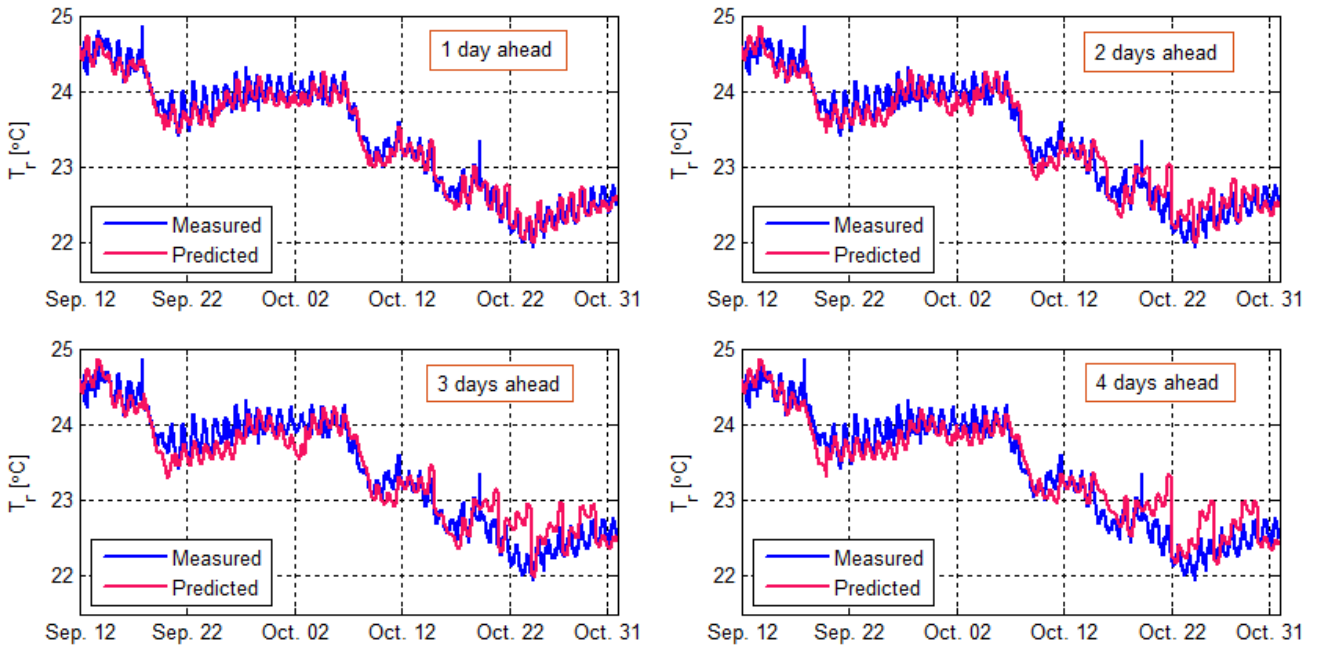 25
24
23
22
T_r [ºC]
1 day ahead
Measured
Predicted
Sep. 12 Sep. 22 Oct. 02 Oct. 12 Oct. 22 Oct. 31
25
24
23
22
T_r [ºC]
2 days ahead
Measured
Predicted
Sep. 12 Sep. 22 Oct. 02 Oct. 12 Oct. 22 Oct. 31
25
24
23
22
T_r [ºC]
3 days ahead
Measured
Predicted
Sep. 12 Sep. 22 Oct. 02 Oct. 12 Oct. 22 Oct. 31
25
24
23
22
T_r [ºC]
4 days ahead
Measured
Predicted
Sep. 12 Sep. 22 Oct. 02 Oct. 12 Oct. 22 Oct. 31